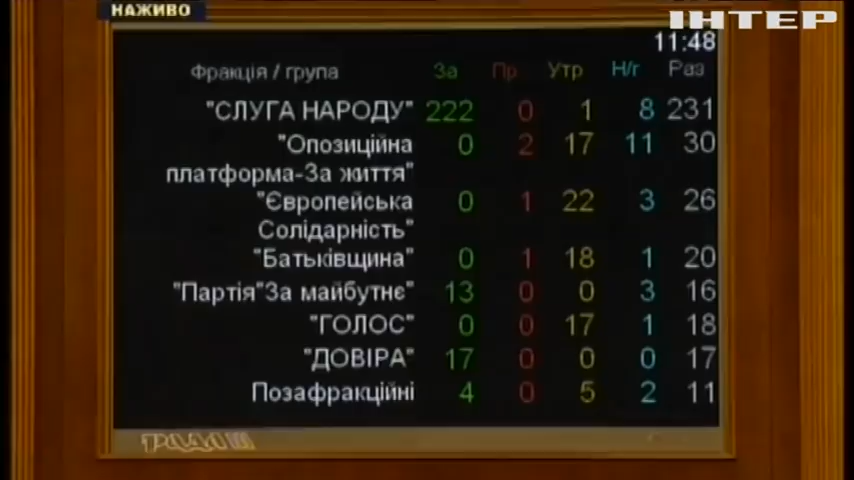 НАЖИВО
ІНТЕР
11:48
Фракція / група За Пр Утр Н/г Раз
"СЛУГА НАРОДУ" 222 0 1 8 231
"Опозиційна 0 2 17 11 30
платформа-За життя"
"Європейська 0 1 22 3 26
Солідарність"
"Батьківщина" 0 1 18 1 20
"Партія"За майбутнє" 13 0 0 3 16
"ГОЛОС" 0 0 17 1 18
"ДОВІРА" 17 0 0 0 17
Позафракційні 4 0 5 2 11
РАДА